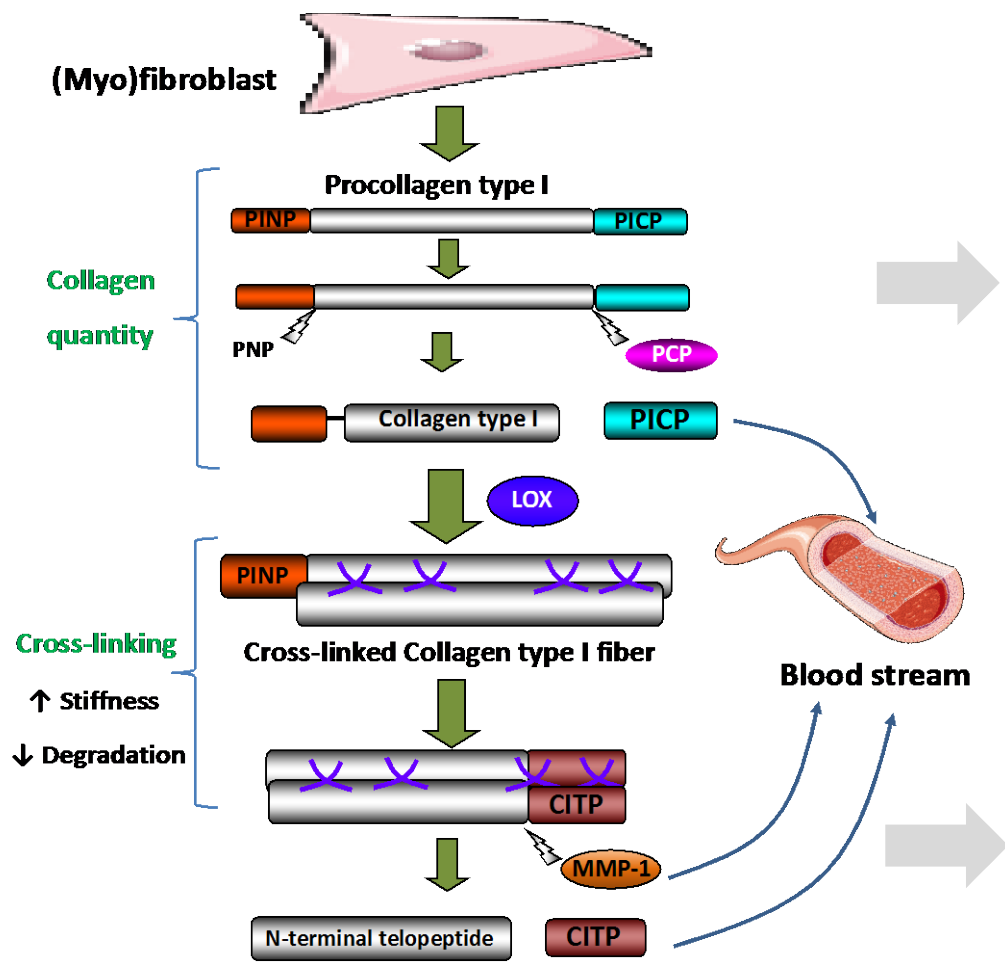 (Myo)fibroblast
Procollagen type I
PINP
PICP
Collagen
quantity
PNP
PCP
Collagen type I
PICP
LOX
PINP
Cross-linked Collagen type I fiber
Cross-linking
↑ Stiffness
↓ Degradation
Blood stream
CITP
MMP-1
N-terminal telopeptide
CITP